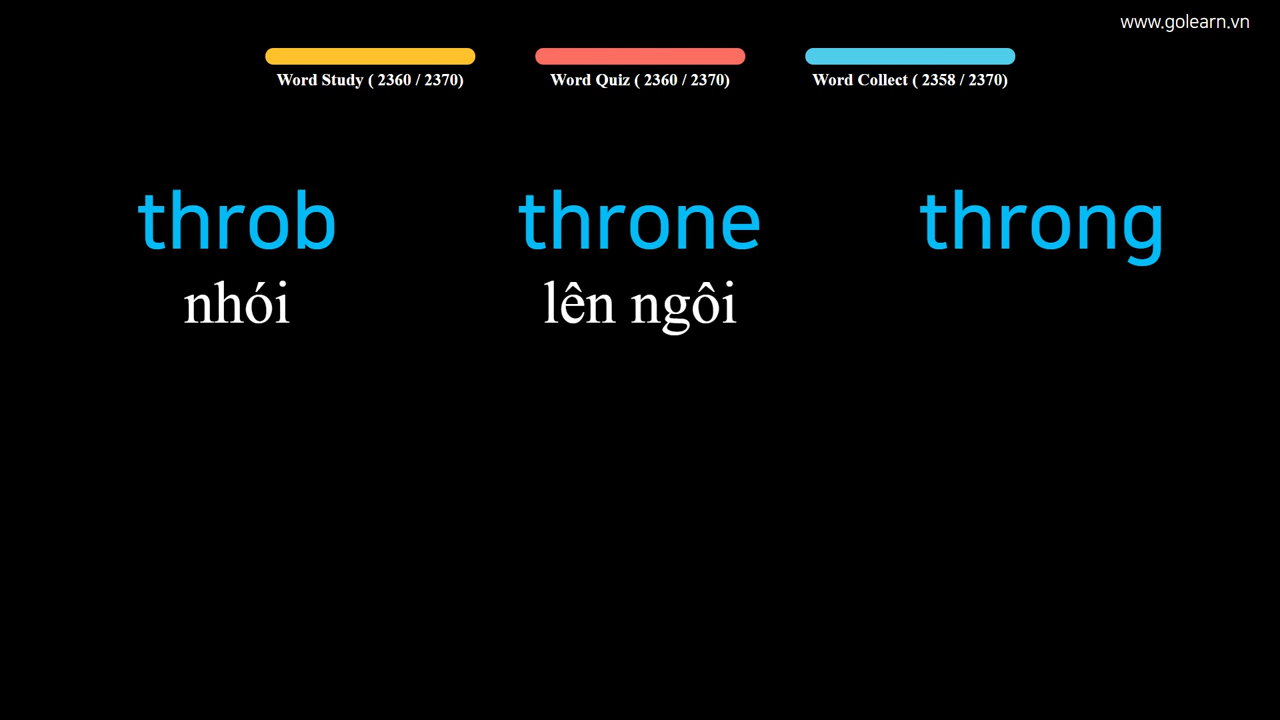 www.golearn.vn
Word Study ( 2360 / 2370)
Word Quiz ( 2360 / 2370)
Word Collect ( 2358 / 2370)
throb
throne
throng
nhói
lên ngôi